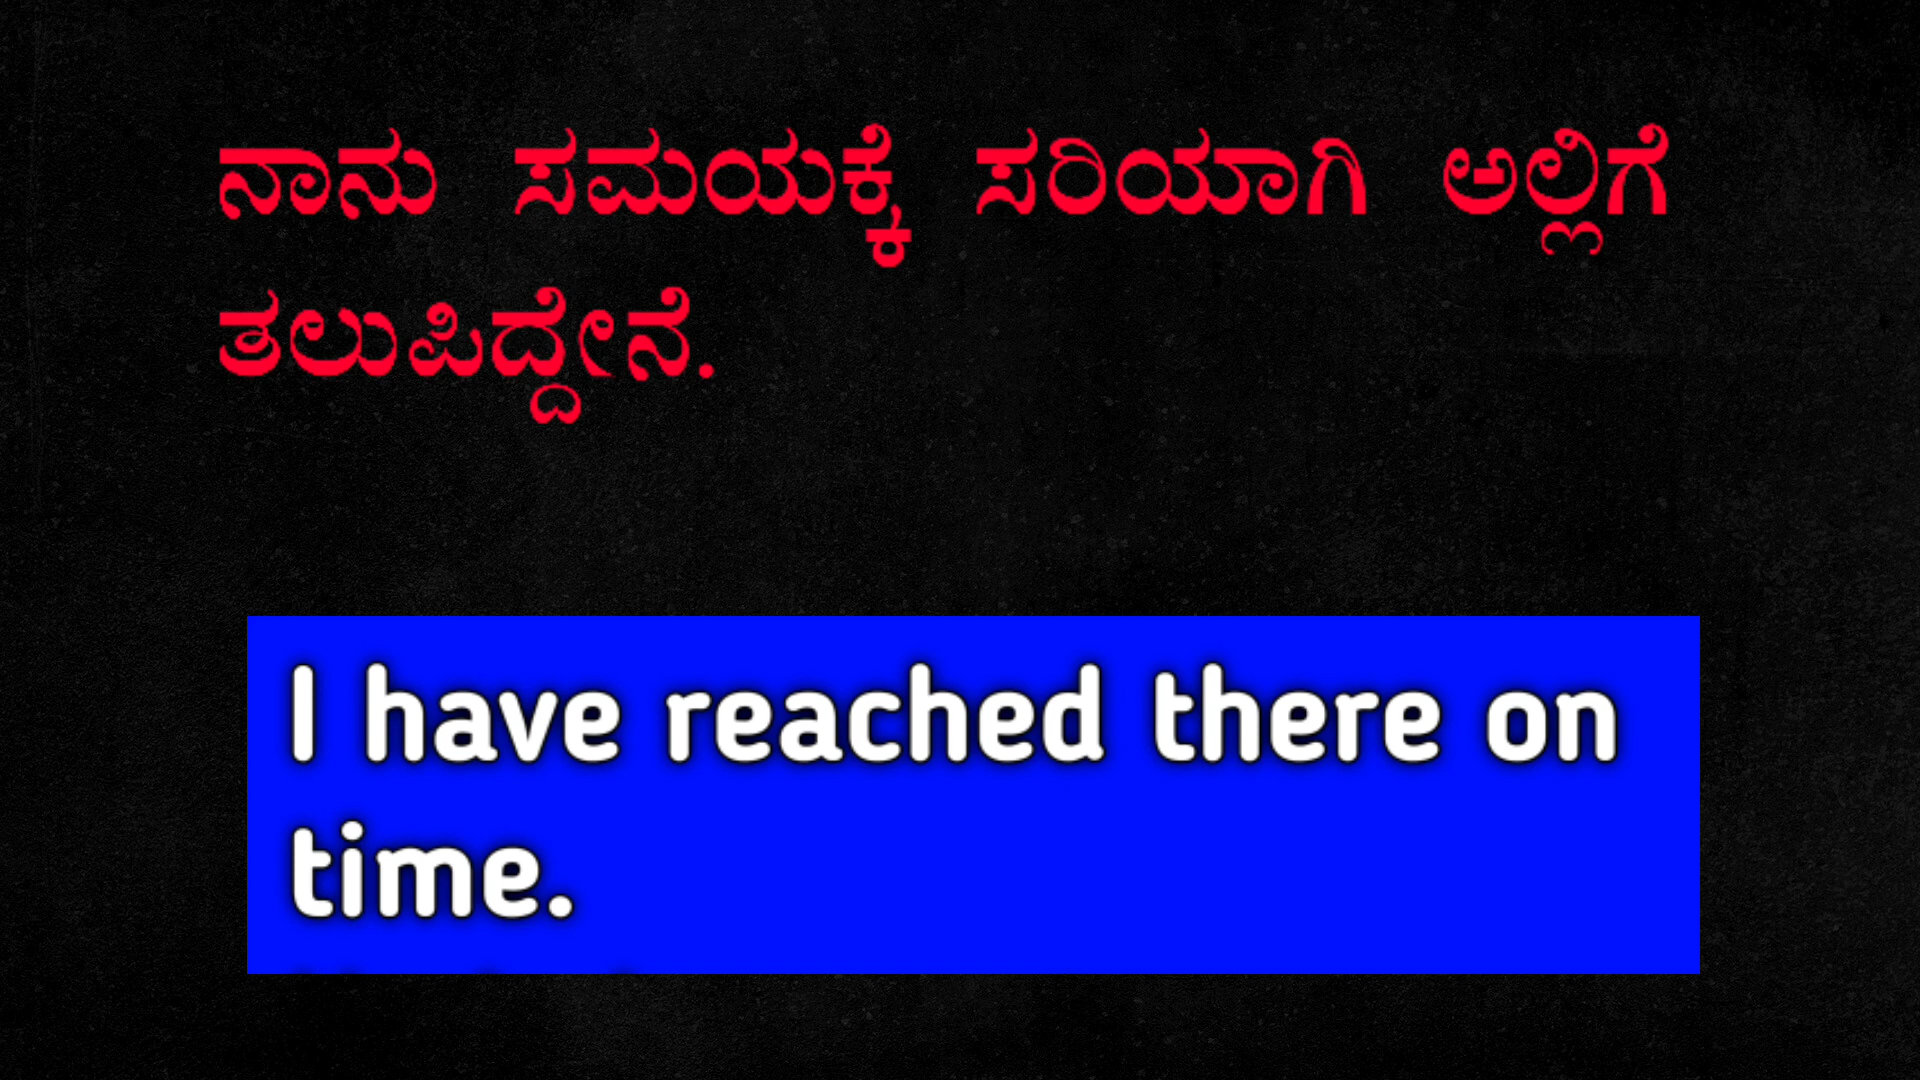 ನಾನು ಸಮಯಕ್ಕೆ ಸರಿಯಾಗಿ ಅಲ್ಲಿಗೆ
ತಲುಪಿದ್ದೇನೆ.
I have reached there on
time.